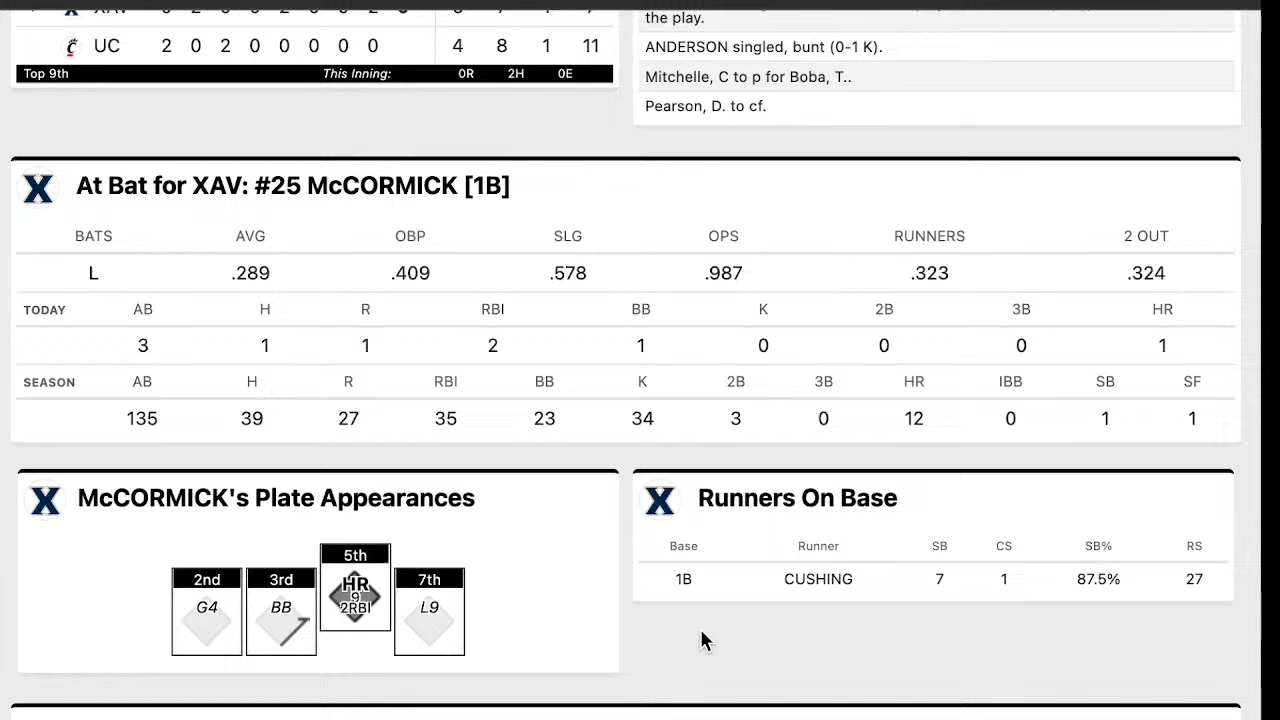 the play.
UC 2 0 2 0 0 0 0 0 4 8 1 11
ANDERSON singled, bunt (0-1 K).
Top 9th This Inning: 0R 2H 0E
Mitchelle, C to p for Boba, T..
Pearson, D. to cf.
At Bat for XAV: #25 McCORMICK [1B]
BATS AVG OBP SLG OPS RUNNERS 2 OUT
L .289 .409 .578 .987 .323 .324
TODAY AB H R RBI BB K 2B 3B HR
3 1 1 2 1 0 0 0 1
SEASON AB H R RBI BB K 2B 3B HR IBB SB SF
135 39 27 35 23 34 3 0 12 0 1 1
McCORMICK's Plate Appearances
2nd 3rd 5th 7th
G4 BB HR 9 2RBI L9
Runners On Base
Base Runner SB CS SB% RS
1B CUSHING 7 1 87.5% 27